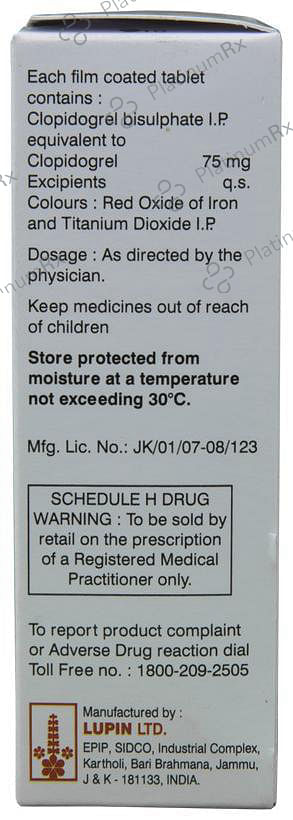 Each film coated tablet
contains :
Clopidogrel bisulphate I.P.
equivalent to
Clopidogrel 75 mg
Excipients q.s.
Colours : Red Oxide of Iron
and Titanium Dioxide I.P.
Dosage : As directed by the
physician.
Keep medicines out of reach
of children
Store protected from
moisture at a temperature
not exceeding 30°C.
Mfg. Lic. No.: JK/01/07-08/123
SCHEDULE H DRUG
WARNING : To be sold by
retail on the prescription
of a Registered Medical
Practitioner only.
To report product complaint
or Adverse Drug reaction dial
Toll Free no. : 1800-209-2505
Manufactured by :
LUPIN LTD.
EPIP, SIDCO, Industrial Complex,
Kartholi, Bari Brahmana, Jammu,
J & K - 181133, INDIA.
PlatinumRx